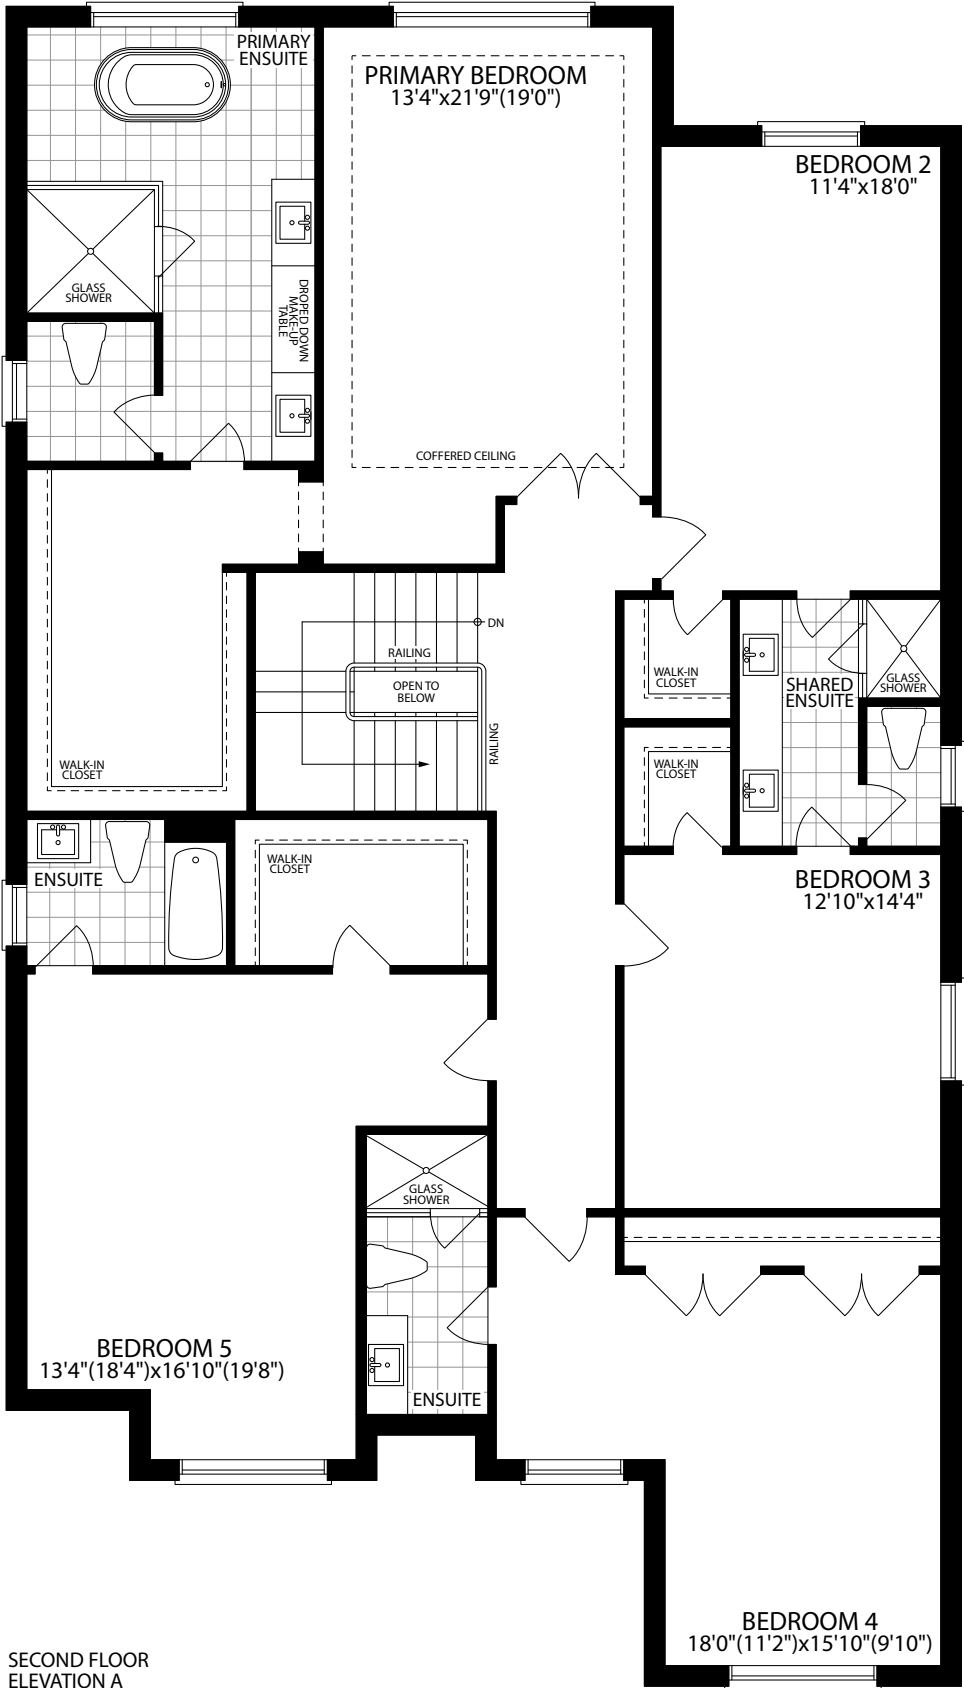 PRIMARY
ENSUITE
PRIMARY BEDROOM
13'4"x21'9"(19'0")
BEDROOM 2
11'4"x18'0"
GLASS
SHOWER
DROPED DOWN
MAKE-UP
TABLE
COFFERED CEILING
DN
RAILING
OPEN TO
BELOW
RAILING
WALK-IN
CLOSET
WALK-IN
CLOSET
SHARED
ENSUITE
GLASS
SHOWER
WALK-IN
CLOSET
ENSUITE
WALK-IN
CLOSET
BEDROOM 3
12'10"x14'4"
GLASS
SHOWER
BEDROOM 5
13'4"(18'4")x16'10"(19'8")
ENSUITE
BEDROOM 4
18'0"(11'2")x15'10"(9'10")
SECOND FLOOR
ELEVATION A